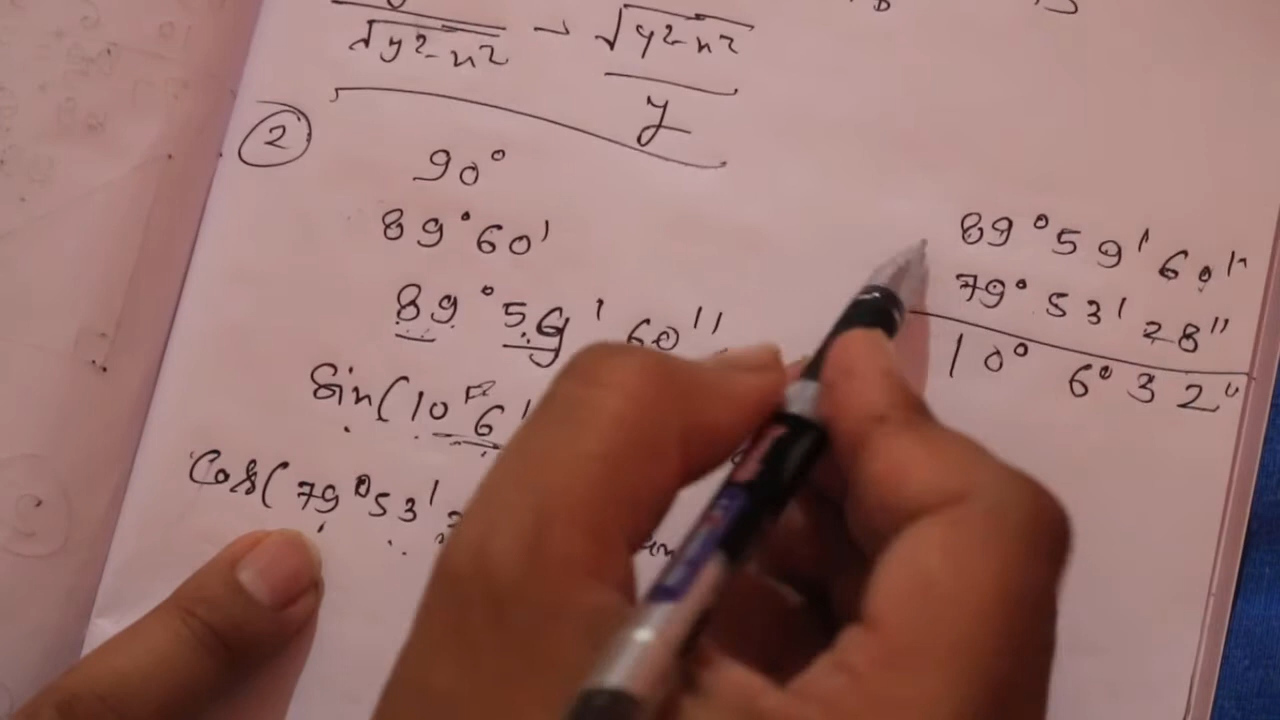 √y²-x² → √y²-x²
y
2
90°
89°60'
89°59'60''
Sin(10°6'
Cos(79°53'
89°59'60''
79°53'28''
10°6°32''